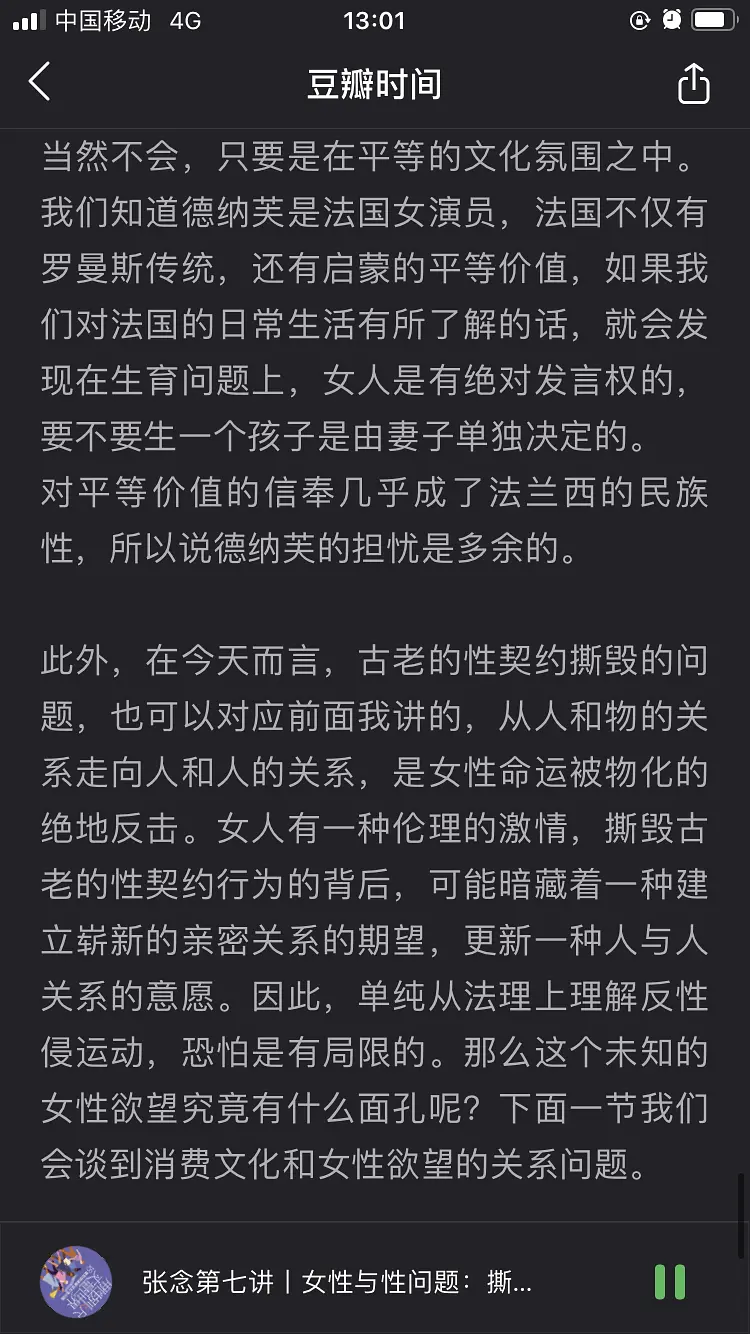 中国移动 4G 13:01
豆瓣时间
当然不会，只要是在平等的文化氛围之中。
我们知道德纳芙是法国女演员，法国不仅有
罗曼斯传统，还有启蒙的平等价值，如果我
们对法国的日常生活有所了解的话，就会发
现在生育问题上，女人是有绝对发言权的，
要不要生一个孩子是由妻子单独决定的。
对平等价值的信奉几乎成了法兰西的民族
性，所以说德纳芙的担忧是多余的。
此外，在今天而言，古老的性契约撕毁的问
题，也可以对应前面我讲的，从人和物的关
系走向人和人的关系，是女性命运被物化的
绝地反击。女人有一种伦理的激情，撕毁古
老的性契约行为的背后，可能暗藏着一种建
立崭新的亲密关系的期望，更新一种人与人
关系的意愿。因此，单纯从法理上理解反性
侵运动，恐怕是有局限的。那么这个未知的
女性欲望究竟有什么面孔呢？下面一节我们
会谈到消费文化和女性欲望的关系问题。
张念第七讲丨女性与性问题：撕...